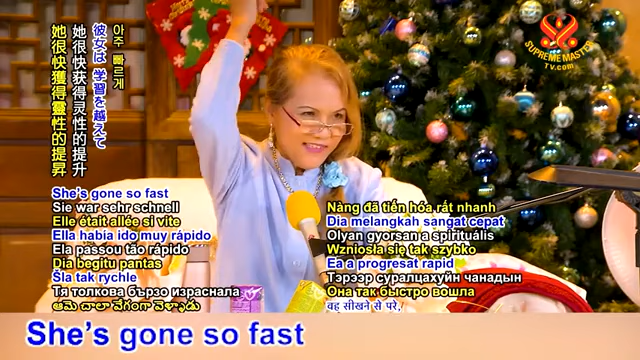 아주 빠르게
彼女は 学習を越えて
她很快获得灵性的提升
她很快獲得靈性的提昇
SUPREME MASTER
TV.com
She's gone so fast
Sie war sehr schnell
Elle était allée si vite
Ella había ido muy rápido
Ela passou tão rápido
Dia begitu pantas
Šla tak rychle
Тя толкова бързо израснала
ఆమె చాలా వేగంగా వెళ్ళాడు
Nàng đã tiến hóa rất nhanh
Dia melangkah sangat cepat
Olyan gyorsan a spirituális
Wzniosła się tak szybko
Ea a progresat rapid
Тэрээр суралцахуйн чанадын
Она так быстро вошла
वह सीखने से परे,
She's gone so fast